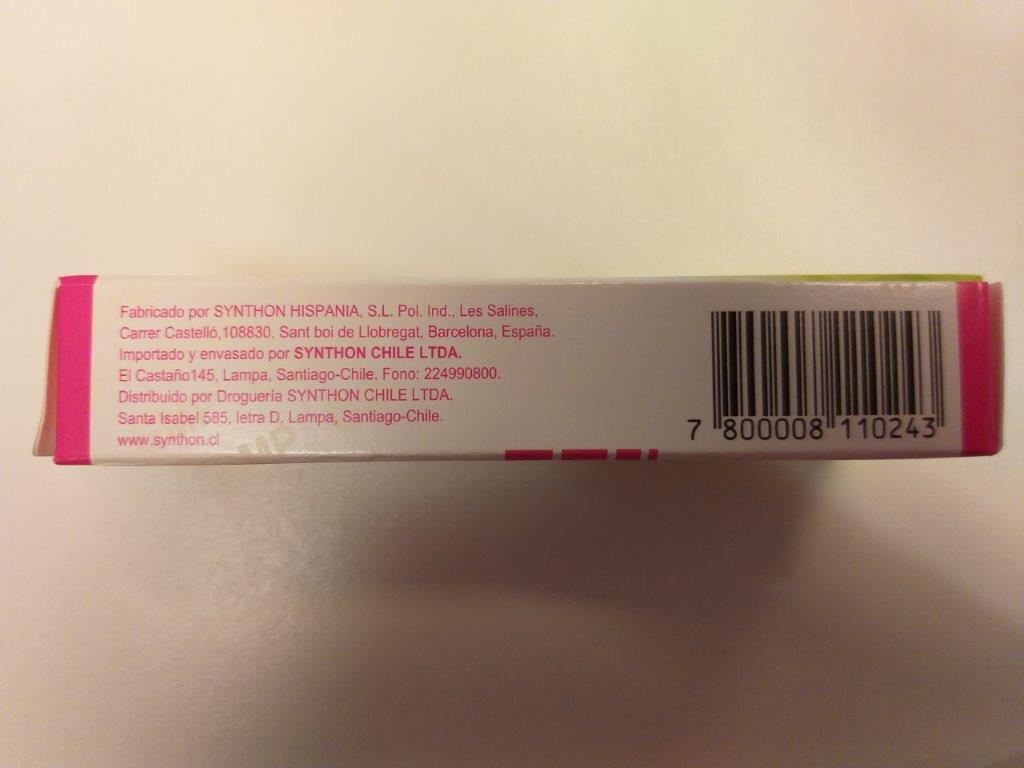 Fabricado por SYNTHON HISPANIA, S.L. Pol. Ind., Les Salines,
Carrer Castelló,108830, Sant boi de Llobregat, Barcelona, España.
Importado y envasado por SYNTHON CHILE LTDA.
El Castaño145, Lampa, Santiago-Chile. Fono: 224990800.
Distribuido por Droguería SYNTHON CHILE LTDA.
Santa Isabel 585, letra D, Lampa, Santiago-Chile.
www.synthon.cl
7 800008 110243